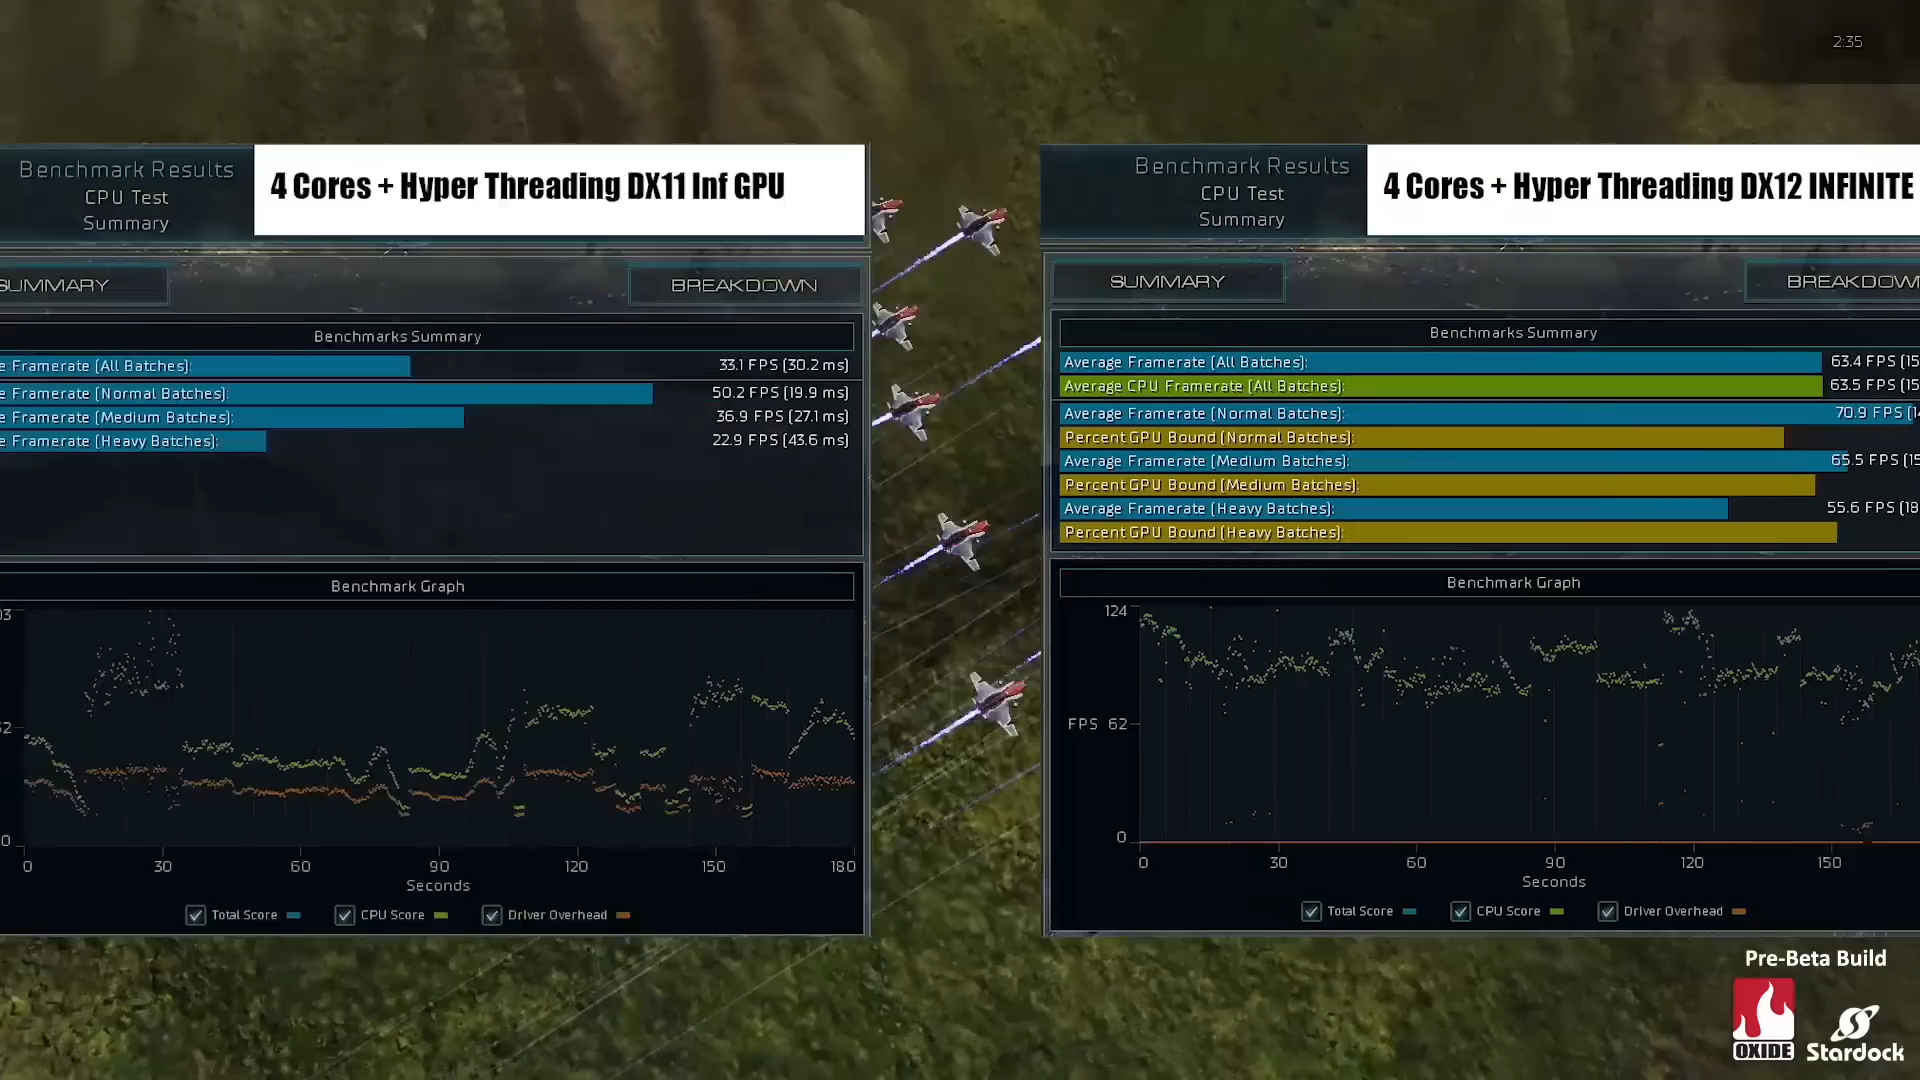 2:35
Benchmark Results
CPU Test
Summary
4 Cores + Hyper Threading DX11 Inf GPU
SUMMARY
BREAKDOWN
Benchmarks Summary
e Framerate (All Batches):
33.1 FPS (30.2 ms)
e Framerate (Normal Batches):
50.2 FPS (19.9 ms)
e Framerate (Medium Batches):
36.9 FPS (27.1 ms)
e Framerate (Heavy Batches):
22.9 FPS (43.6 ms)
Benchmark Graph
03
62
0
0 30 60 90 120 150 180
Seconds
Total Score
CPU Score
Driver Overhead
Benchmark Results
CPU Test
Summary
4 Cores + Hyper Threading DX12 INFINITE
SUMMARY
BREAKDOW
Benchmarks Summary
Average Framerate (All Batches):
63.4 FPS (15
Average CPU Framerate (All Batches):
63.5 FPS (15
Average Framerate (Normal Batches):
70.9 FPS (1
Percent GPU Bound (Normal Batches):
Average Framerate (Medium Batches):
65.5 FPS (15
Percent GPU Bound (Medium Batches):
Average Framerate (Heavy Batches):
55.6 FPS (18
Percent GPU Bound (Heavy Batches):
Benchmark Graph
124
FPS 62
0
0 30 60 90 120 150
Seconds
Total Score
CPU Score
Driver Overhead
Pre-Beta Build
OXIDE
Stardock